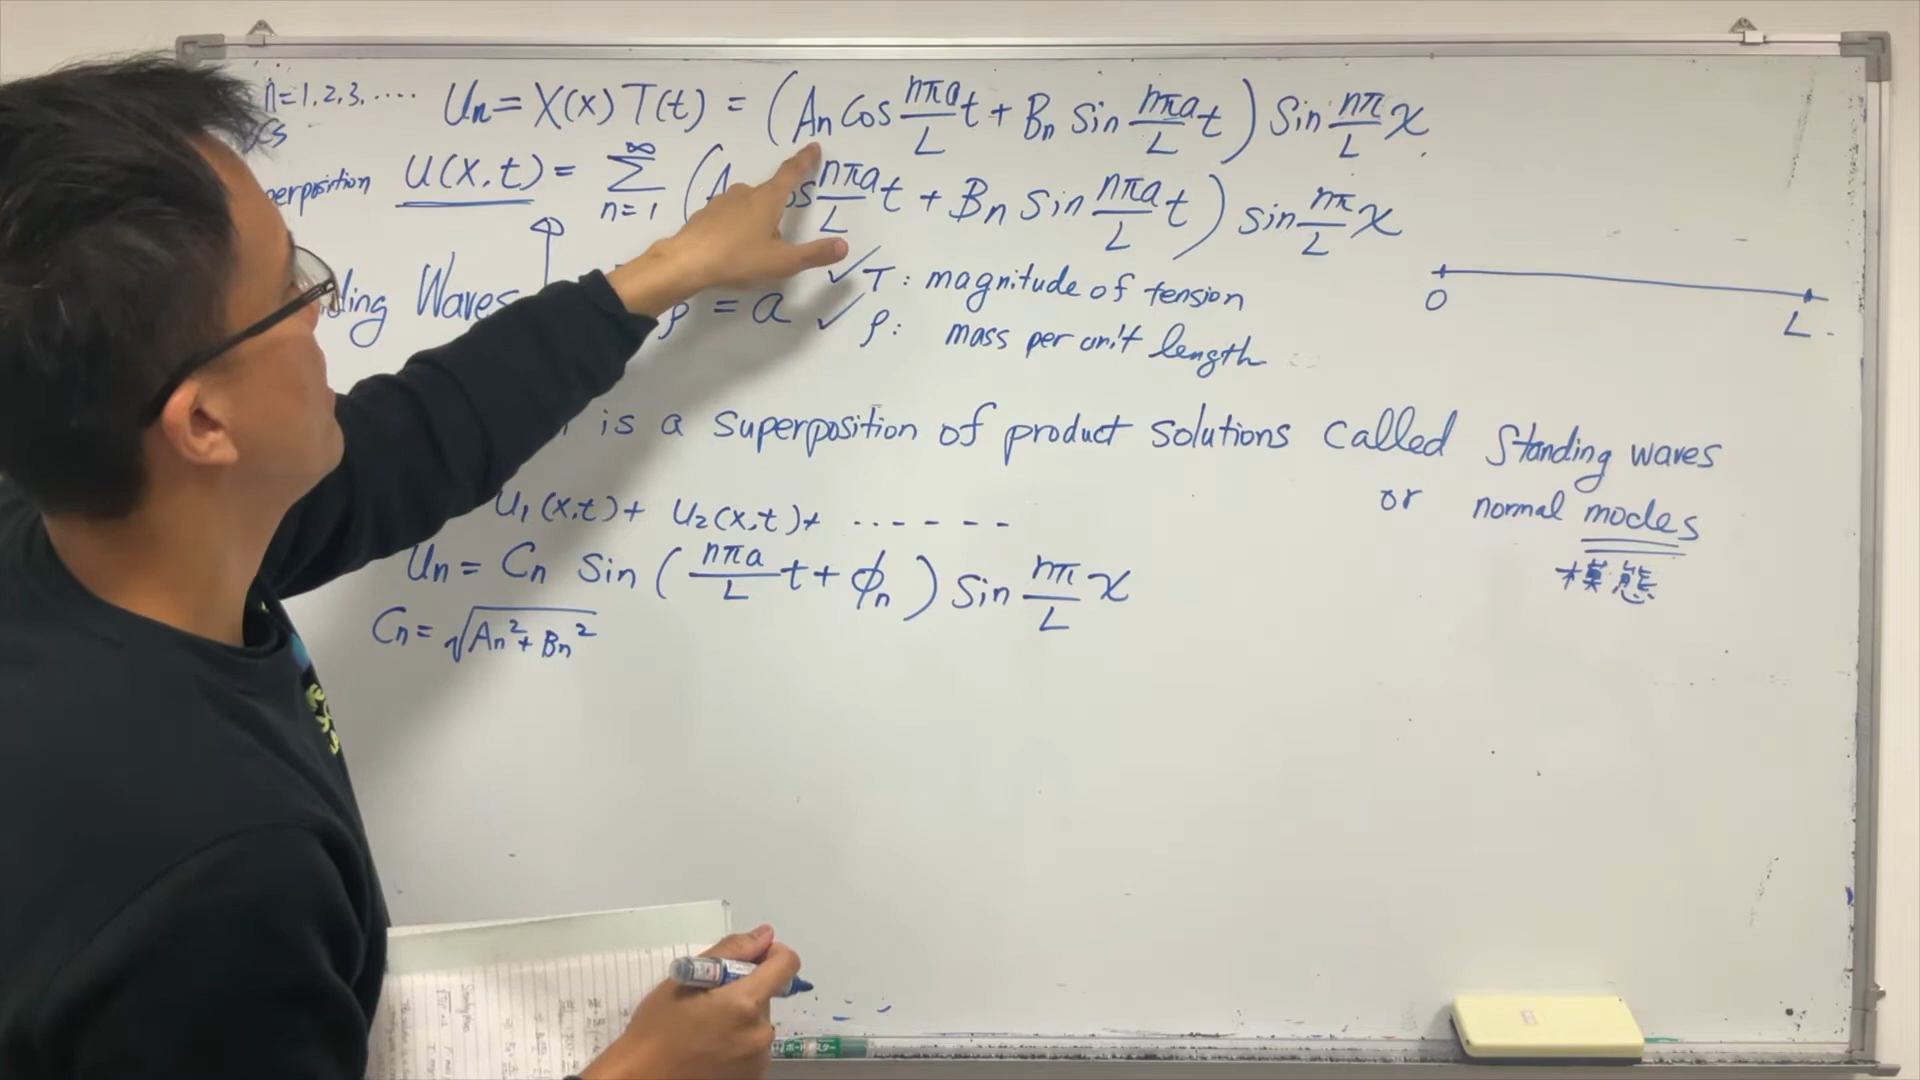 n=1,2,3,.... Un = X(x) T(t) = (An Cos nπa/L t + Bn Sin nπa/L t) Sin nπ/L x.
u(x,t) = ∑ n=1 ∞ ( nπa/L t + Bn Sin nπa/L t) sin nπ/L x
Waves ρ = a ✓ T: magnitude of tension
✓ ρ: mass per unit length
0 L
is a superposition of product solutions called Standing waves
or normal modes
模態
U1(x,t)+ U2(x,t)+ ------
Un = Cn Sin (nπa/L t + ϕn) Sin nπ/L x
Cn = √An²+Bn²